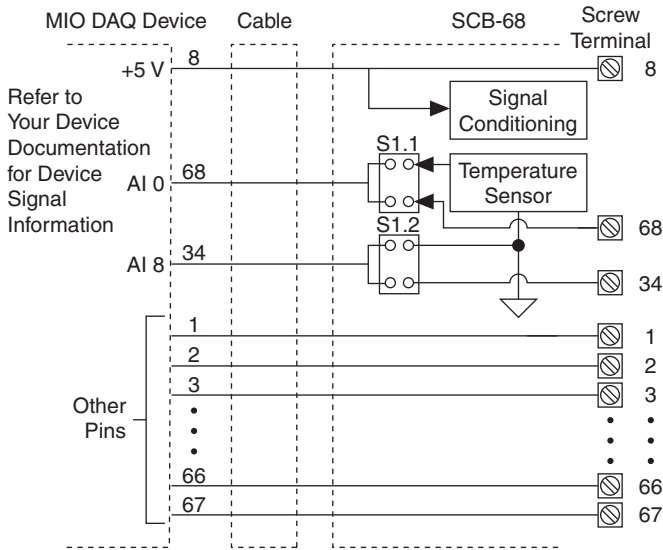 MIO DAQ Device
Cable
SCB-68
Screw
Terminal
+5 V
8
8
Refer to
Your Device
Documentation
for Device
Signal
Information
Signal
Conditioning
S1.1
Temperature
Sensor
AI 0
68
68
S1.2
AI 8
34
34
Other
Pins
1
1
2
2
3
3
66
66
67
67